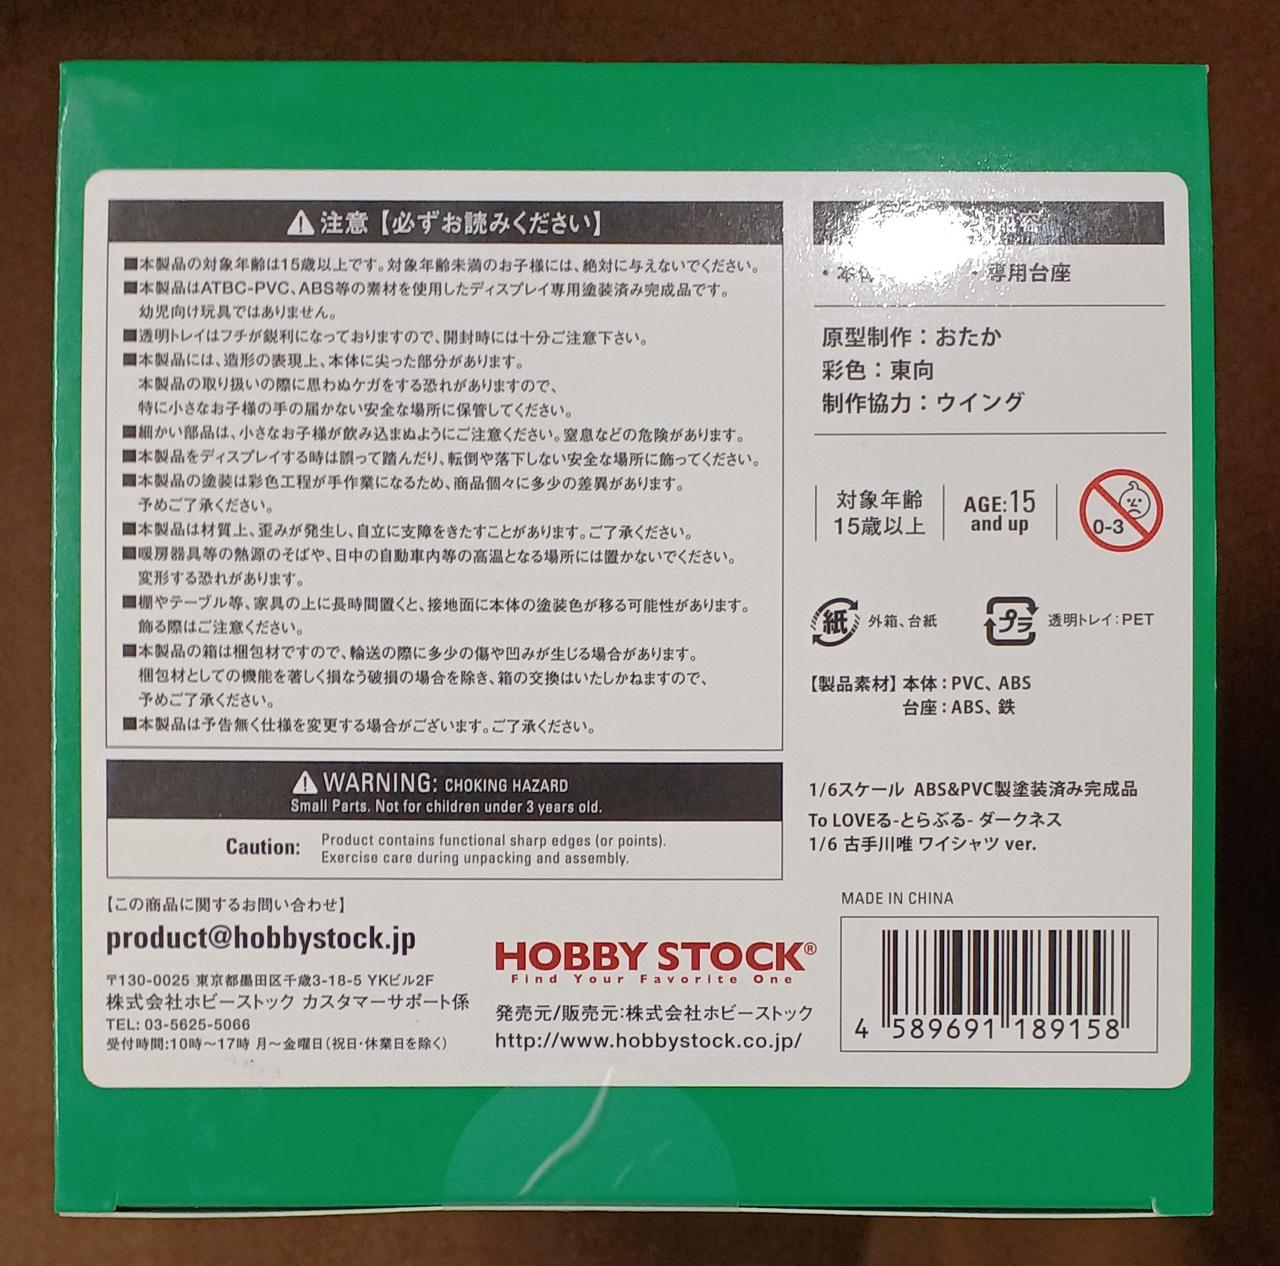 注意【必ずお読みください】
■本製品の対象年齢は15歳以上です。対象年齢未満のお子様には、絶対に与えないでください。
■本製品はATBC-PVC、ABS等の素材を使用したディスプレイ専用塗装済み完成品です。
幼児向け玩具ではありません。
■透明トレイはフチが鋭利になっておりますので、開封時には十分ご注意下さい。
■本製品には、造形の表現上、本体に尖った部分があります。
本製品の取り扱いの際に思わぬケガをする恐れがありますので、
特に小さなお子様の手の届かない安全な場所に保管してください。
■細かい部品は、小さなお子様が飲み込まぬようにご注意ください。窒息などの危険があります。
■本製品をディスプレイする時は誤って踏んだり、転倒や落下しない安全な場所に飾ってください。
■本製品の塗装は彩色工程が手作業になるため、商品個々に多少の差異があります。
予めご了承ください。
■本製品は材質上、歪みが発生し、自立に支障をきたすことがあります。ご了承ください。
■暖房器具等の熱源のそばや、日中の自動車内等の高温となる場所には置かないでください。
変形する恐れがあります。
■棚やテーブル等、家具の上に長時間置くと、接地面に本体の塗装色が移る可能性があります。
飾る際はご注意ください。
■本製品の箱は梱包材ですので、輸送の際に多少の傷や凹みが生じる場合があります。
梱包材としての機能を著しく損なう破損の場合を除き、箱の交換はいたしかねますので、
予めご了承ください。
■本製品は予告無く仕様を変更する場合がございます。ご了承ください。
WARNING: CHOKING HAZARD
Small Parts. Not for children under 3 years old.
Caution: Product contains functional sharp edges (or points).
Exercise care during unpacking and assembly.
【この商品に関するお問い合わせ】
product@hobbystock.jp
〒130-0025 東京都墨田区千歳3-18-5 YKビル2F
株式会社ホビーストック カスタマーサポート係
TEL: 03-5625-5066
受付時間:10時～17時 月～金曜日(祝日・休業日を除く)
HOBBY STOCK®
Find Your Favorite One
発売元/販売元:株式会社ホビーストック
http://www.hobbystock.co.jp/
・専用台座
原型制作：おたか
彩色：東向
制作協力：ウイング
対象年齢
15歳以上
AGE:15
and up
0-3
紙 外箱、台紙
プラ 透明トレイ：PET
【製品素材】本体：PVC、ABS
台座：ABS、鉄
1/6スケール ABS&PVC製塗装済み完成品
To LOVEる-とらぶる- ダークネス
1/6 古手川唯 ワイシャツ ver.
MADE IN CHINA
4 589691 189158